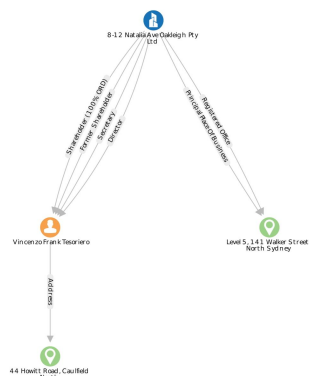 8-12 Natalia Ave Oakleigh Pty
Ltd
Shareholder (100% ORD)
Former Shareholder
Secretary
Director
Registered Office
Principal Place Of Business
Vincenzo Frank Tesoriero
Level 5, 141 Walker Street
North Sydney
Address
44 Howitt Road, Caulfield